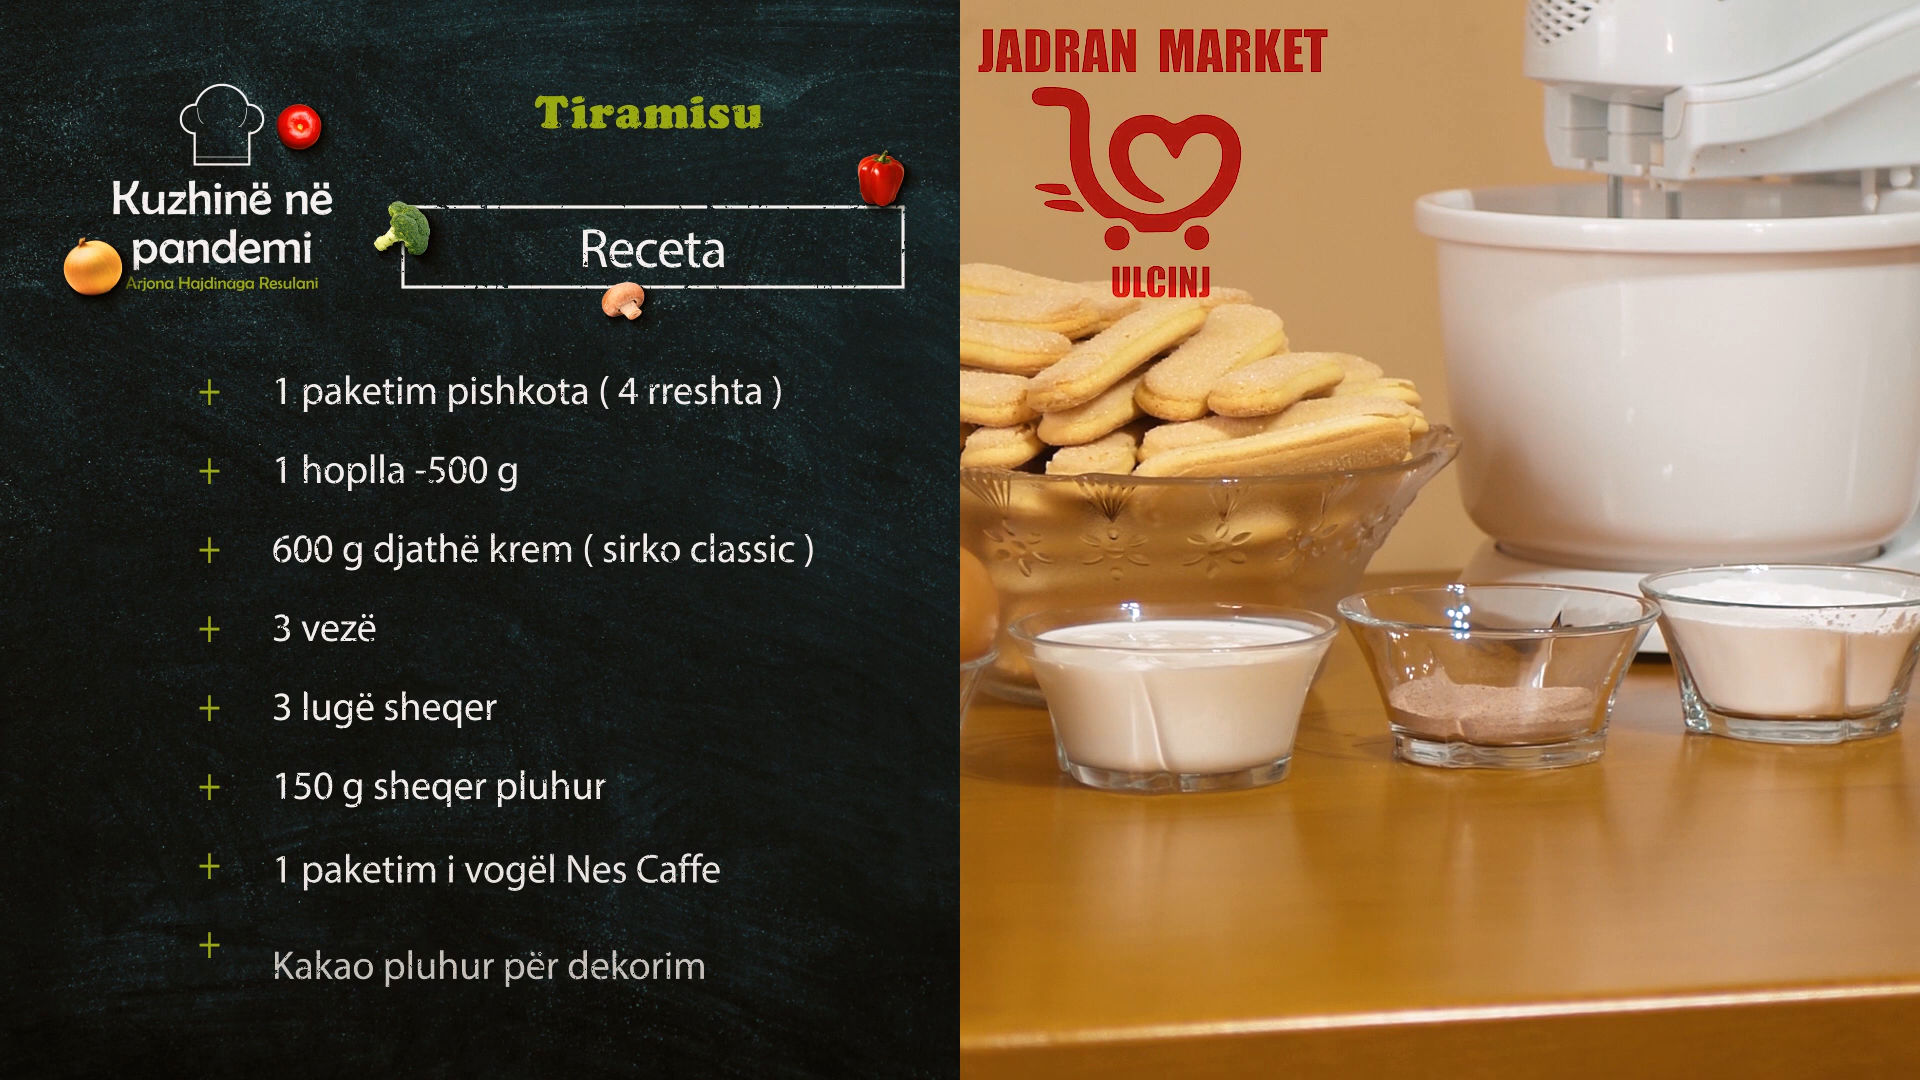 Kuzhinë në
pandemi
Arjona Hajdinaga Resulani
Tiramisu
Receta
+ 1 paketim pishkota ( 4 rreshta )
+ 1 hoplla -500 g
+ 600 g djathë krem ( sirko classic )
+ 3 vezë
+ 3 lugë sheqer
+ 150 g sheqer pluhur
+ 1 paketim i vogël Nes Caffe
+ Kakao pluhur për dekorim
JADRAN MARKET
ULCINJ